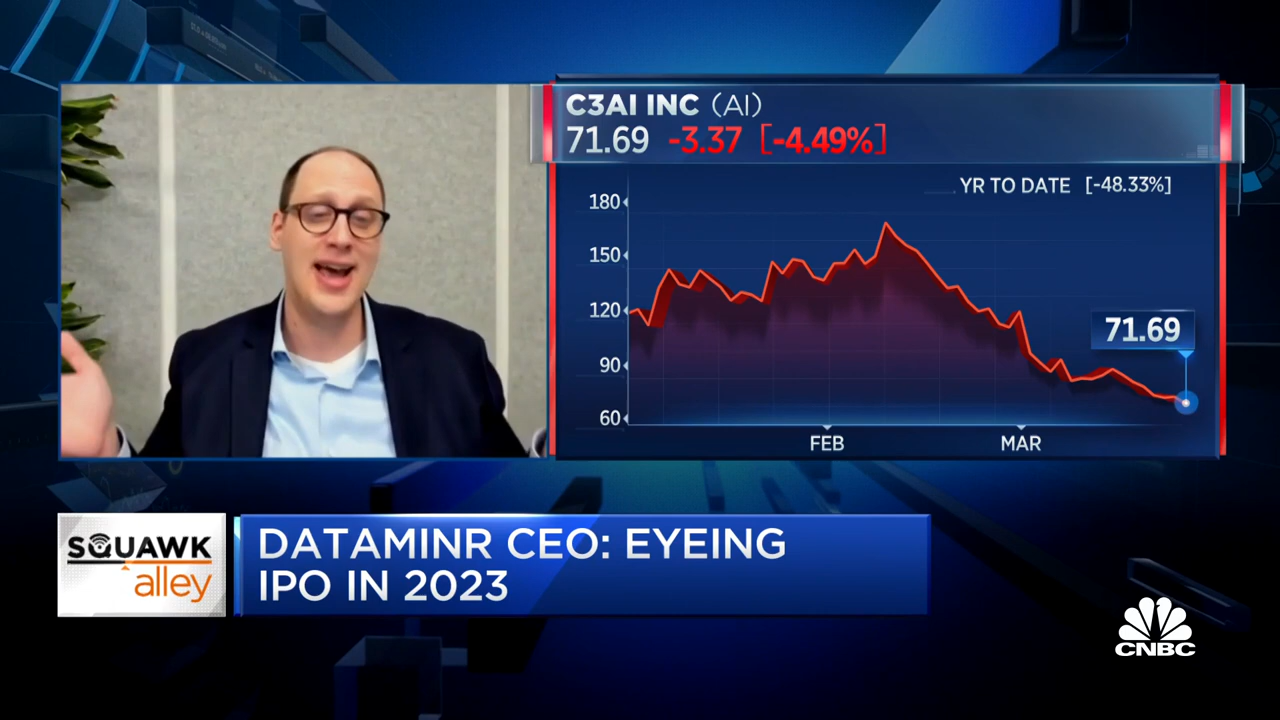 C3AI INC (AI)
71.69 -3.37 [-4.49%]
YR TO DATE [-48.33%]
180
150
120
90
60
71.69
FEB
MAR
SQUAWK
alley
DATAMINR CEO: EYEING
IPO IN 2023
CNBC